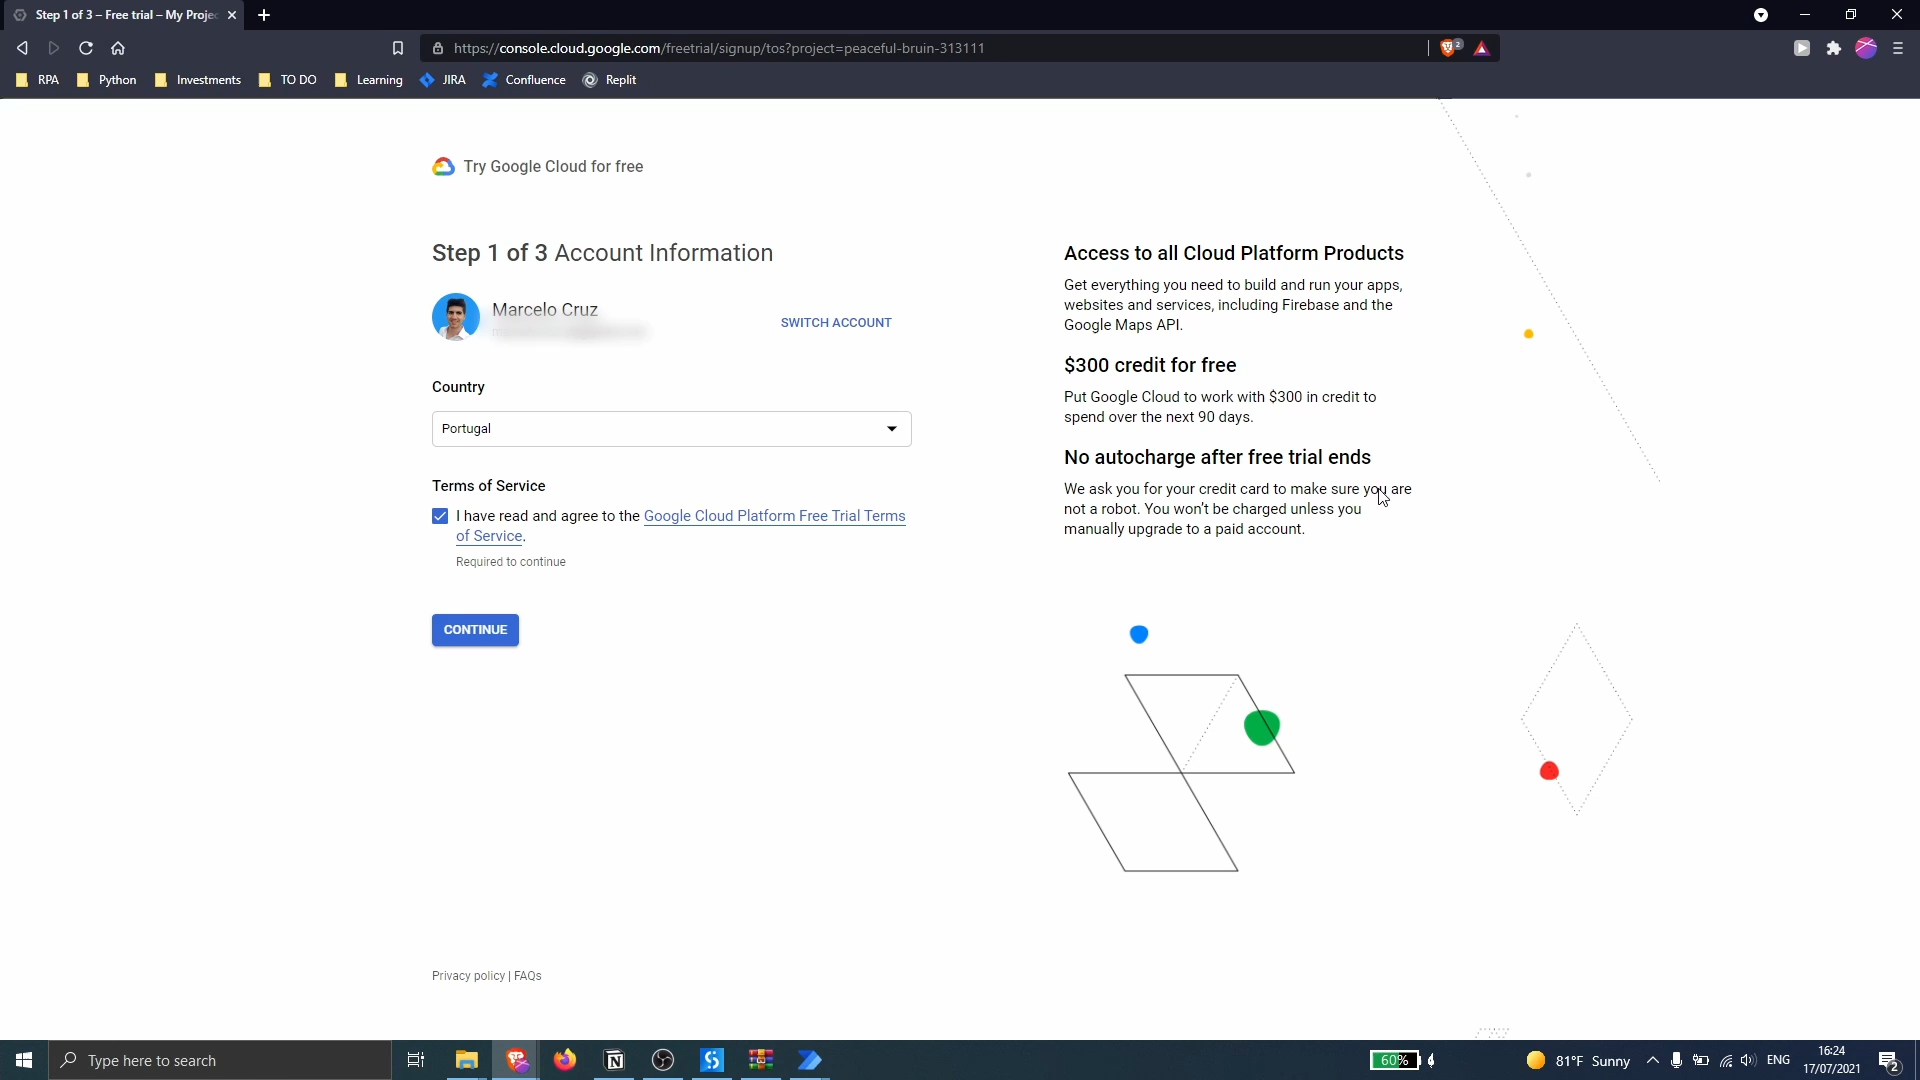 Step 1 of 3 – Free trial – My Proje
https://console.cloud.google.com/freetrial/signup/tos?project=peaceful-bruin-313111
2
RPA
Python
Investments
TO DO
Learning
JIRA
Confluence
Replit
Try Google Cloud for free
Step 1 of 3 Account Information
Marcelo Cruz
SWITCH ACCOUNT
Country
Portugal
Terms of Service
I have read and agree to the Google Cloud Platform Free Trial Terms
of Service.
Required to continue
CONTINUE
Access to all Cloud Platform Products
Get everything you need to build and run your apps,
websites and services, including Firebase and the
Google Maps API.
$300 credit for free
Put Google Cloud to work with $300 in credit to
spend over the next 90 days.
No autocharge after free trial ends
We ask you for your credit card to make sure you are
not a robot. You won't be charged unless you
manually upgrade to a paid account.
Privacy policy | FAQs
Type here to search
60%
81°F Sunny
ENG
16:24
17/07/2021
2